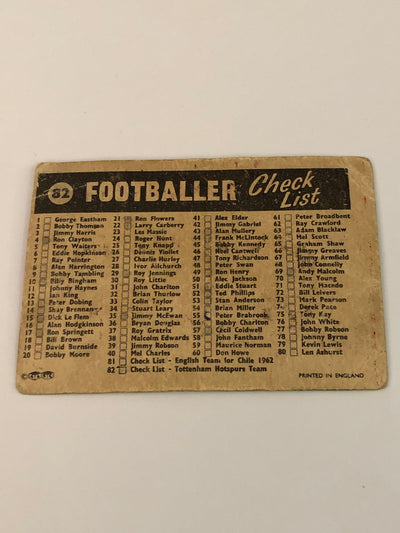 82 FOOTBALLER Check List
1 George Eastham 21 Ron Flowers 41 Alex Elder 61 Peter Broadbent
2 Bobby Thomson 22 Larry Carberry 42 Jimmy Gabriel 62 Ray Crawford
3 Jimmy Harris 23 Les Massie 43 Alan Mullery 63 Adam Blacklaw
4 Ron Clayton 24 Roger Hunt 44 Frank McLintock 64 Mel Scott
5 Tony Waiters 25 Tony Knapp 45 Bobby Kennedy 65 Graham Shaw
6 Eddie Hopkinson 26 Dennis Viollet 46 Noel Cantwell 66 Jimmy Greaves
7 Ray Pointer 27 Charlie Hurley 47 Tony Richardson 67 Jimmy Armfield
8 Alan Harrington 28 Ivor Allchurch 48 Peter Swan 68 John Connelly
9 Bobby Tambling 29 Roy Jennings 49 Ron Henry 69 Andy Malcolm
10 Billy Bingham 30 Roy Little 50 Alec Jackson 70 Alex Young
11 Johnny Haynes 31 John Charlton 51 Eddie Stuart 71 Tony Macedo
12 Ian King 32 Brian Thurlow 52 Ted Phillips 72 Bill Leivers
13 Peter Dobing 33 Colin Taylor 53 Stan Anderson 73 Mark Pearson
14 Shay Brennan 34 Stuart Leary 54 Brian Miller 74 Derek Pace
15 Dick Le Flem 35 Jimmy McEwan 55 Peter Brabrook 75 Tony Kay
16 Alan Hodgkinson 36 Bryan Douglas 56 Bobby Charlton 76 John White
17 Ron Springett 37 Roy Gratrix 57 Cecil Coldwell 77 Bobby Robson
18 Bill Brown 38 Malcolm Edwards 58 John Fantham 78 Johnny Byrne
19 David Burnside 39 Jimmy Robson 59 Maurice Norman 79 Kevin Lewis
20 Bobby Moore 40 Mel Charles 60 Don Howe 80 Len Ashurst
81 Check List - English Team for Chile 1962
82 Check List - Tottenham Hotspurs Team
© A.&B.C. PRINTED IN ENGLAND